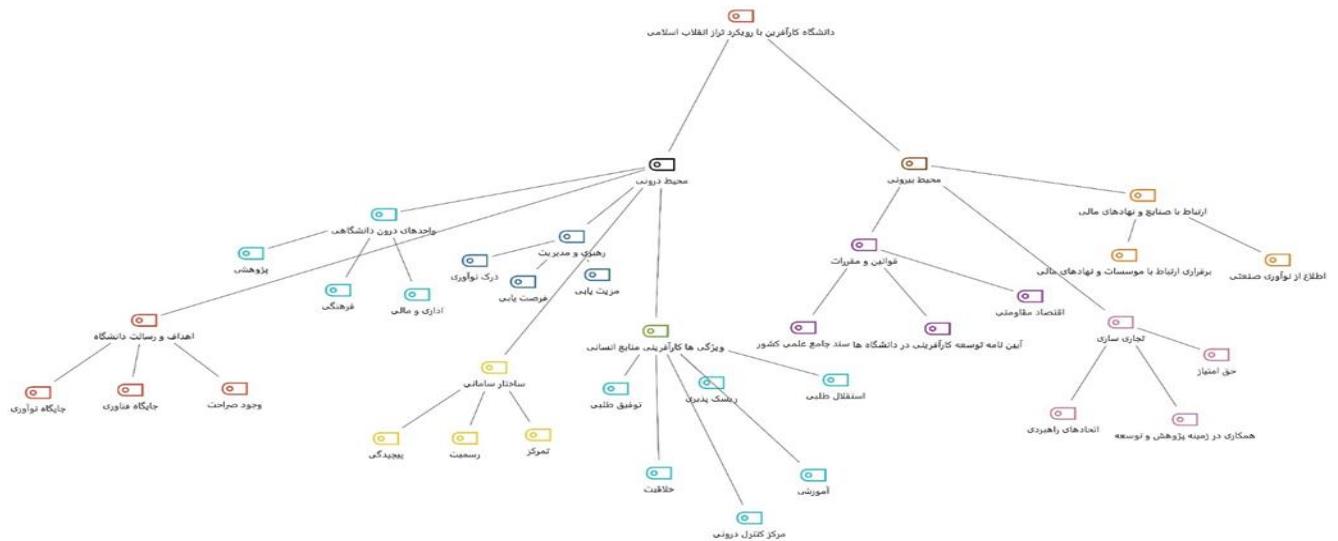 دانشگاه کارآفرین با رویکرد تراز انقلاب اسلامی
محیط بیرونی
محیط درونی
ارتباط با صنایع و نهادهای مالی
واحدهای درون دانشگاهی
رهبری و مدیریت
قوانین و مقررات
پژوهشی
درک نوآوری
برقراری ارتباط با موسسات و نهادهای مالی
اطلاع از نوآوری صنعتی
فرصت یابی
مزیت یابی
فرهنگی
اداری و مالی
اقتصاد مقاومتی
اهداف و رسالت دانشگاه
ویژگی ها کارآفرینی منابع انسانی
سند جامع علمی کشور
آیین نامه توسعه کارآفرینی در دانشگاه ها
تجاری سازی
حق امتیاز
ساختار سامانی
توفیق طلبی
ریسک پذیری
استقلال طلبی
جایگاه نوآوری
جایگاه فناوری
وجود صراحت
اتحادهای راهبردی
همکاری در زمینه پژوهش و توسعه
پیچیدگی
رسمیت
تمرکز
خلاقیت
آموزشی
مرکز کنترل درونی